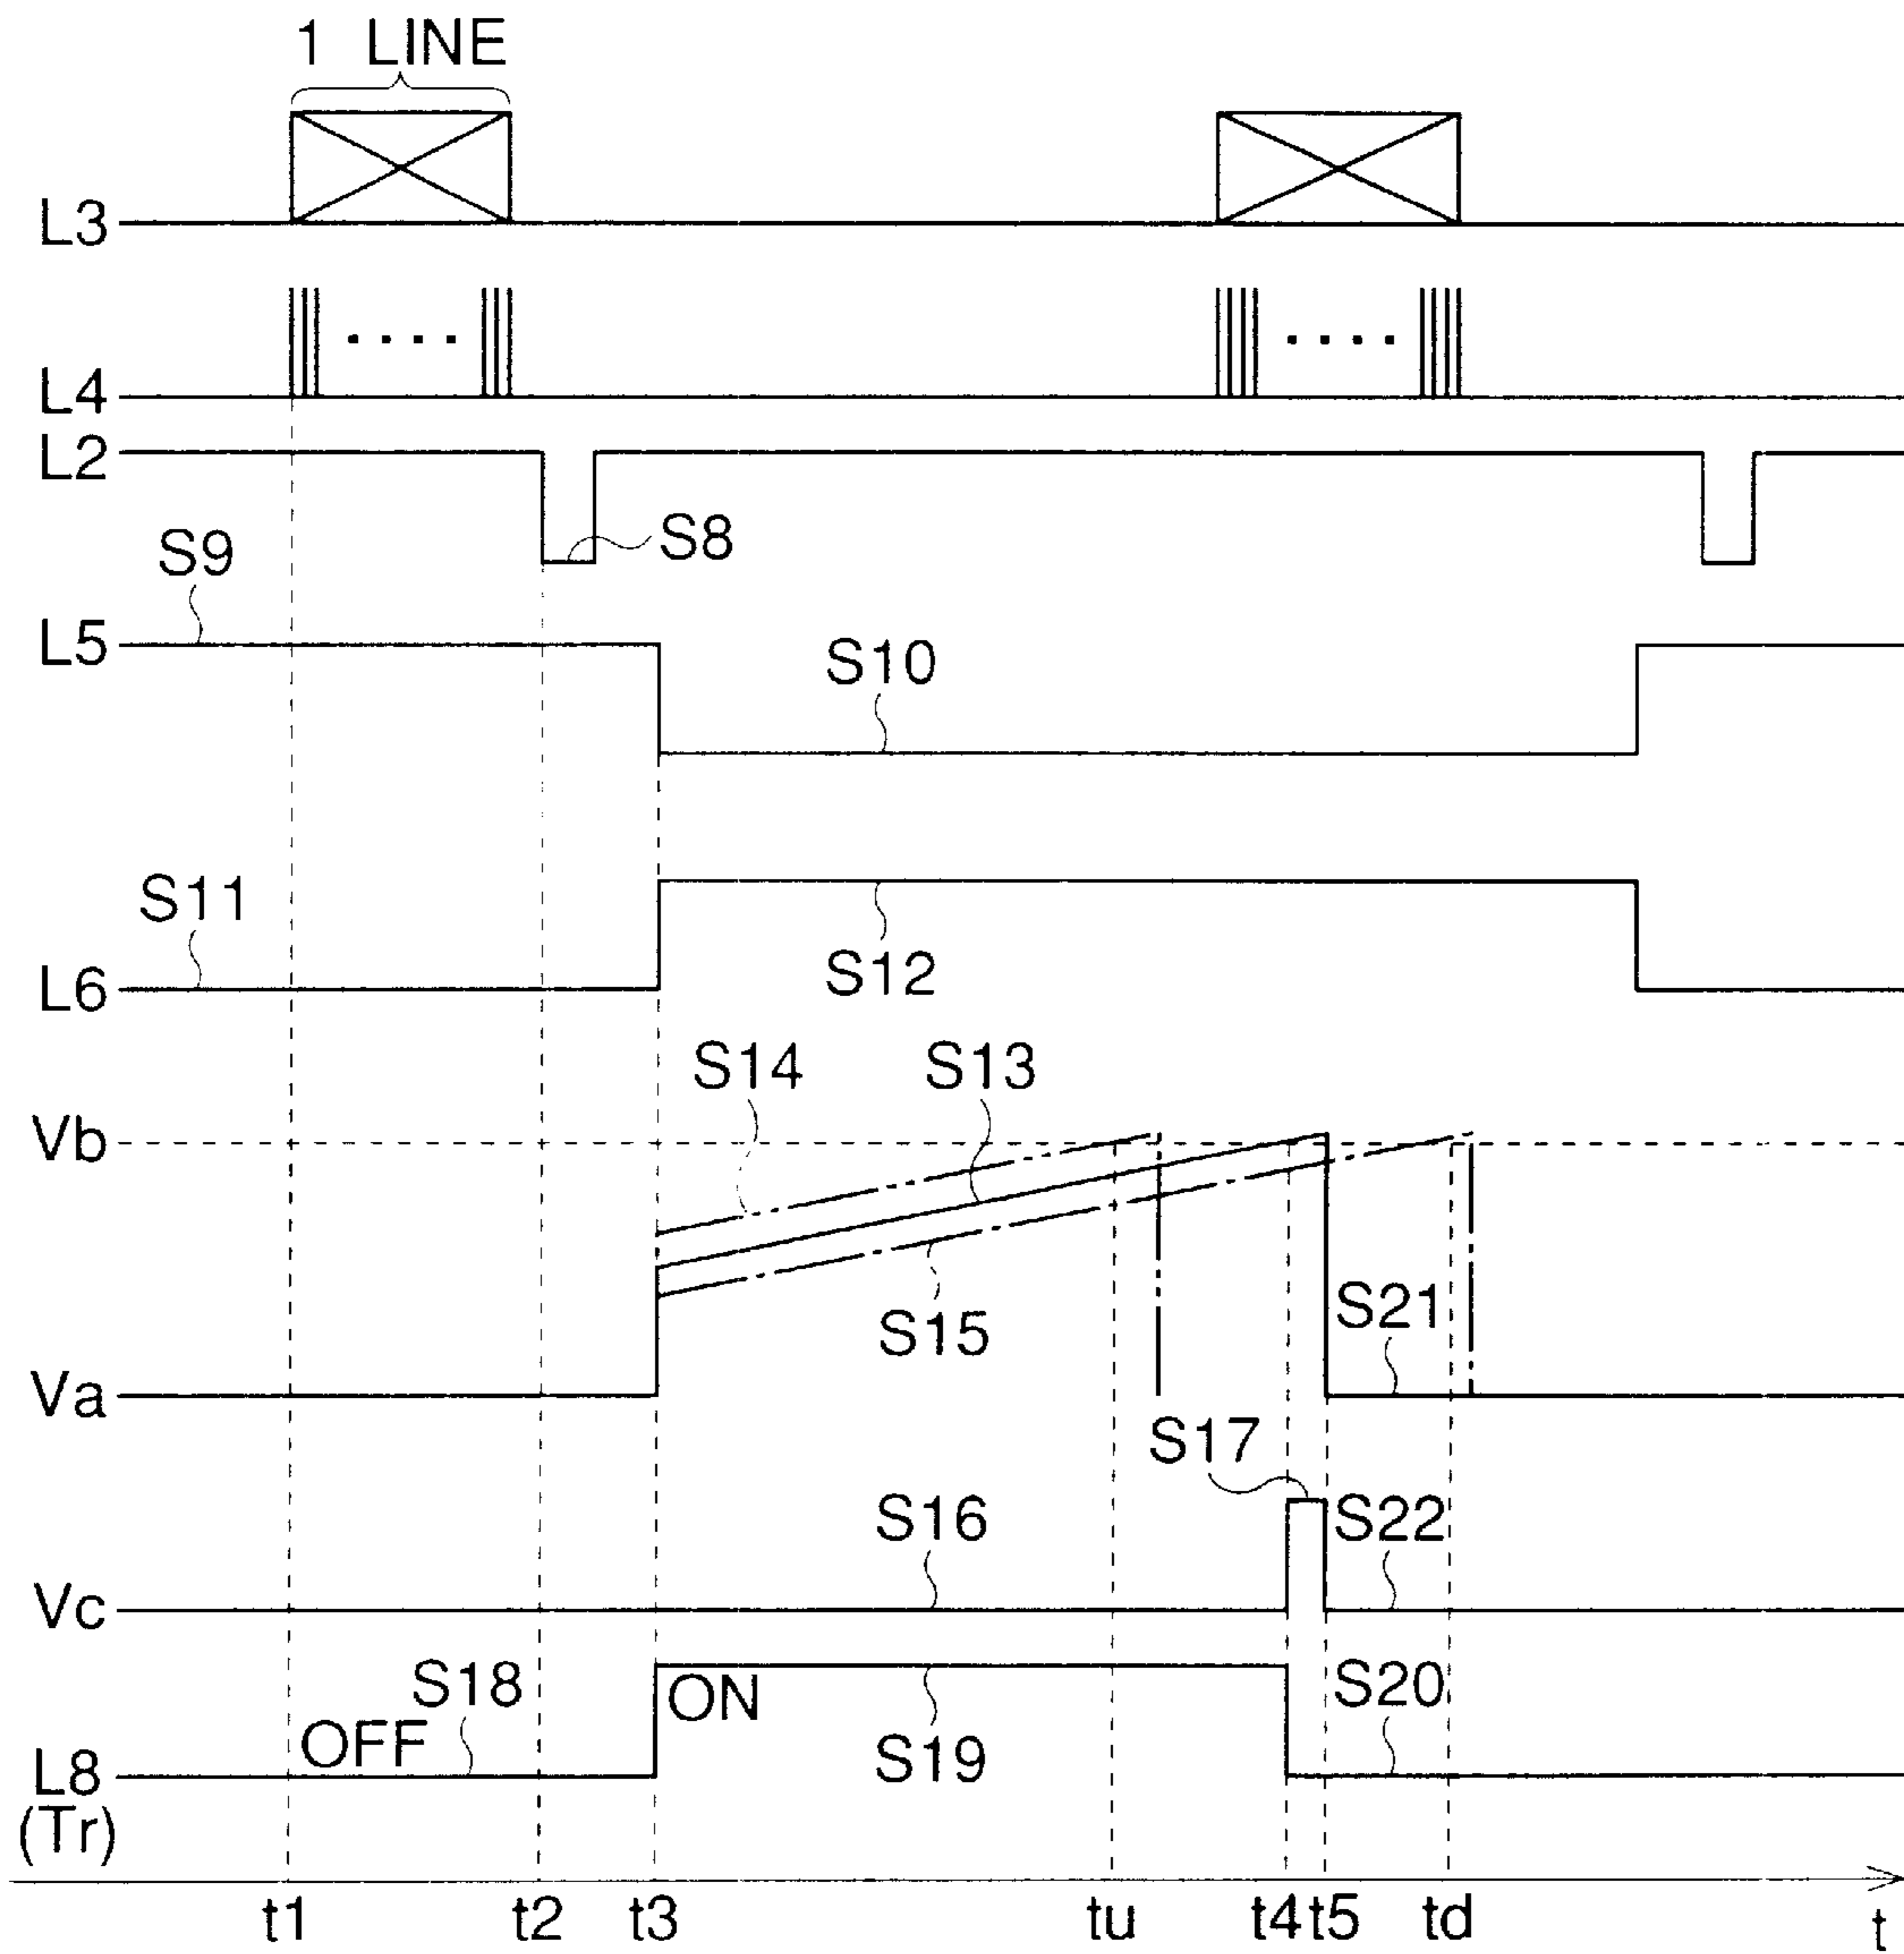 1 LINE
L3
L4
L2
S8
S9
L5
S10
S11
L6
S12
S14
S13
Vb
S15
S21
Va
S17
S16
S22
Vc
S18
ON
S20
OFF
S19
L8
(Tr)
t1
t2
t3
tu
t4
t5
td
t